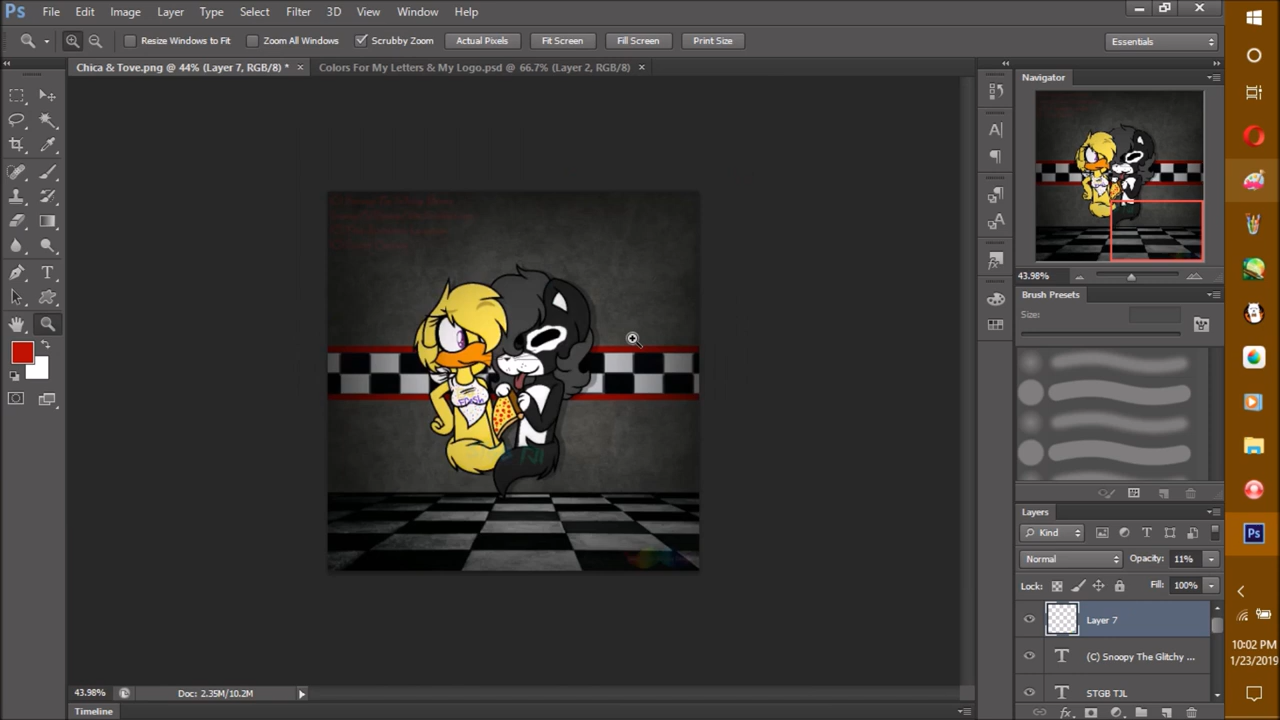 Ps File Edit Image Layer Type Select Filter 3D View Window Help
Resize Windows to Fit Zoom All Windows Scrubby Zoom Actual Pixels Fit Screen Fill Screen Print Size Essentials
Chica & Tove.png @ 44% (Layer 7, RGB/8) * × Colors For My Letters & My Logo.psd @ 66.7% (Layer 2, RGB/8) ×
Navigator
43.98%
Brush Presets
Size:
Layers
Kind
Normal Opacity: 11%
Lock: Fill: 100%
Layer 7
(C) Snoopy The Glitchy ...
STGB TJL
43.98% Doc: 2.35M/10.2M
Timeline
Ps
10:02 PM
1/23/2019